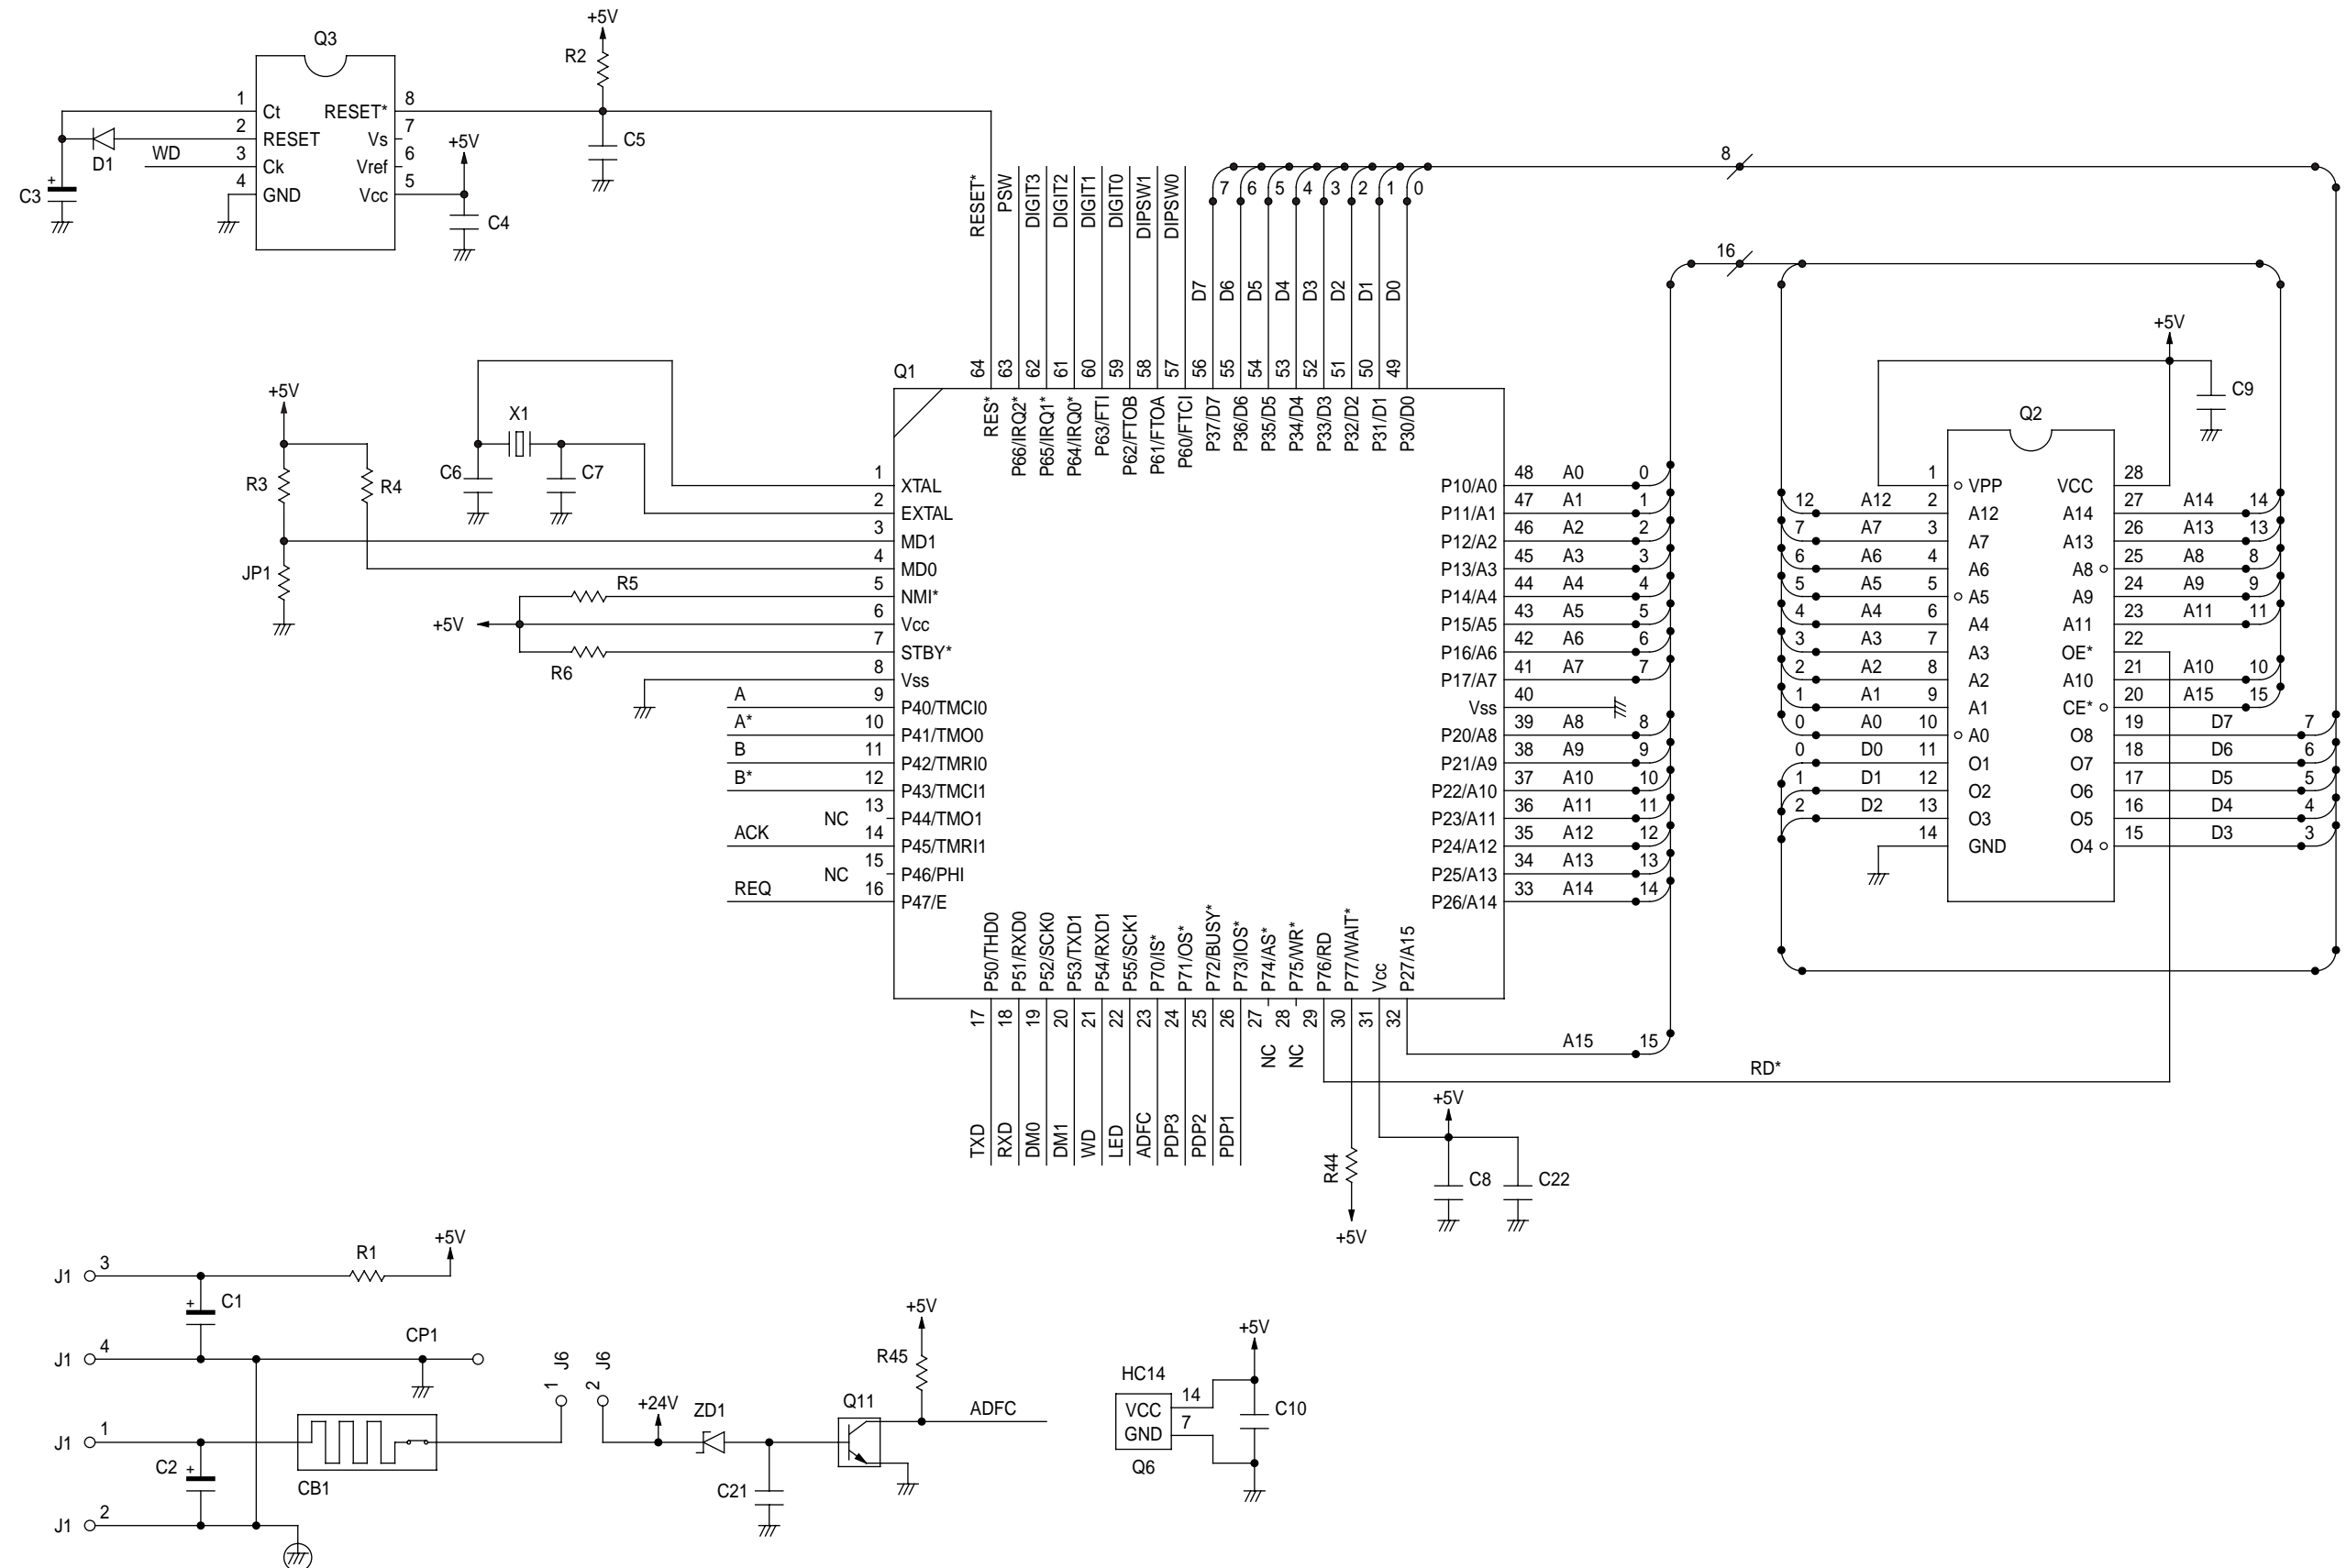 Q3
1 Ct RESET* 8
2 RESET Vs 7
3 Ck Vref 6
4 GND Vcc 5
WD
D1
C3
+
+5V
C4
+5V
R2
C5
RESET*
PSW
DIGIT3
DIGIT2
DIGIT1
DIGIT0
DIPSW1
DIPSW0
7 6 5 4 3 2 1 0
D7 D6 D5 D4 D3 D2 D1 D0
8
16
+5V
R3
R4
JP1
X1
C6
C7
R5
+5V
R6
Q1
64 63 62 61 60 59 58 57 56 55 54 53 52 51 50 49
RES*
P66/IRQ2*
P65/IRQ1*
P64/IRQ0*
P63/FTI
P62/FTOB
P61/FTOA
P60/FTCI
P37/D7
P36/D6
P35/D5
P34/D4
P33/D3
P32/D2
P31/D1
P30/D0
1 XTAL
2 EXTAL
3 MD1
4 MD0
5 NMI*
6 Vcc
7 STBY*
8 Vss
A 9 P40/TMCI0
A* 10 P41/TMO0
B 11 P42/TMRI0
B* 12 P43/TMCI1
NC 13 P44/TMO1
ACK 14 P45/TMRI1
NC 15 P46/PHI
REQ 16 P47/E
P10/A0 48 A0 0
P11/A1 47 A1 1
P12/A2 46 A2 2
P13/A3 45 A3 3
P14/A4 44 A4 4
P15/A5 43 A5 5
P16/A6 42 A6 6
P17/A7 41 A7 7
Vss 40
P20/A8 39 A8 8
P21/A9 38 A9 9
P22/A10 37 A10 10
P23/A11 36 A11 11
P24/A12 35 A12 12
P25/A13 34 A13 13
P26/A14 33 A14 14
P50/THD0
P51/RXD0
P52/SCK0
P53/TXD1
P54/RXD1
P55/SCK1
P70/IS*
P71/OS*
P72/BUSY*
P73/IOS*
P74/AS*
P75/WR*
P76/RD
P77/WAIT*
Vcc
P27/A15
17 18 19 20 21 22 23 24 25 26 27 28 29 30 31 32
NC NC
A15 15
RD*
TXD
RXD
DM0
DM1
WD
LED
ADFC
PDP3
PDP2
PDP1
R44
+5V
+5V
C8
C22
+5V
C9
Q2
1 VPP VCC 28
12 A12 2 A12 A14 27 A14 14
7 A7 3 A7 A13 26 A13 13
6 A6 4 A6 A8 25 A8 8
5 A5 5 A5 A9 24 A9 9
4 A4 6 A4 A11 23 A11 11
3 A3 7 A3 OE* 22
2 A2 8 A2 A10 21 A10 10
1 A1 9 A1 CE* 20 A15 15
0 A0 10 A0 O8 19 D7 7
0 D0 11 O1 O7 18 D6 6
1 D1 12 O2 O6 17 D5 5
2 D2 13 O3 O5 16 D4 4
14 GND O4 15 D3 3
J1 3
R1
+5V
+
C1
J1 4
CP1
J1 1
CB1
+
C2
J1 2
1 J6
2 J6
+24V
ZD1
C21
Q11
+5V
R45
ADFC
+5V
HC14
VCC 14
GND 7
Q6
C10